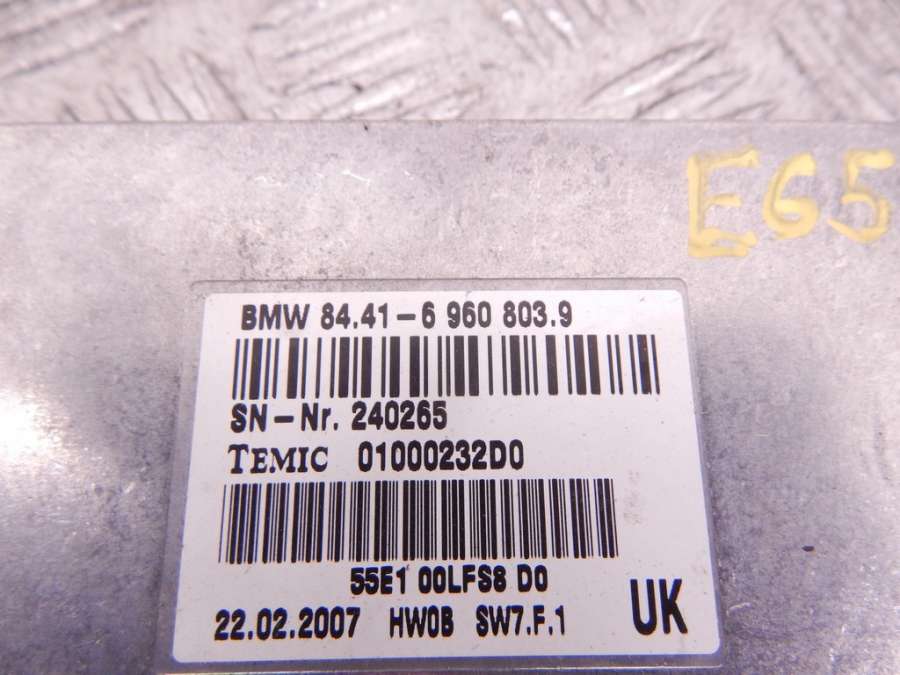 E65
BMW 84.41-6 960 803.9
SN-Nr. 240265
TEMIC 01000232D0
55E1 00LFS8 D0
22.02.2007 HW0B SW7.F.1 UK